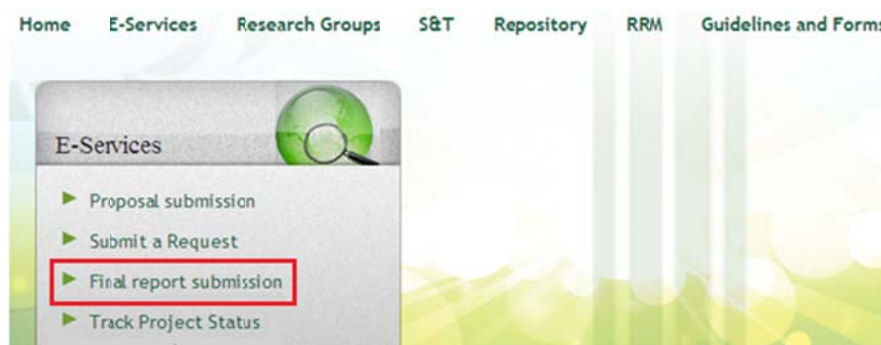 Home E-Services Research Groups S&T Repository RRM Guidelines and Forms
E-Services
Proposal submission
Submit a Request
Final report submission
Track Project Status